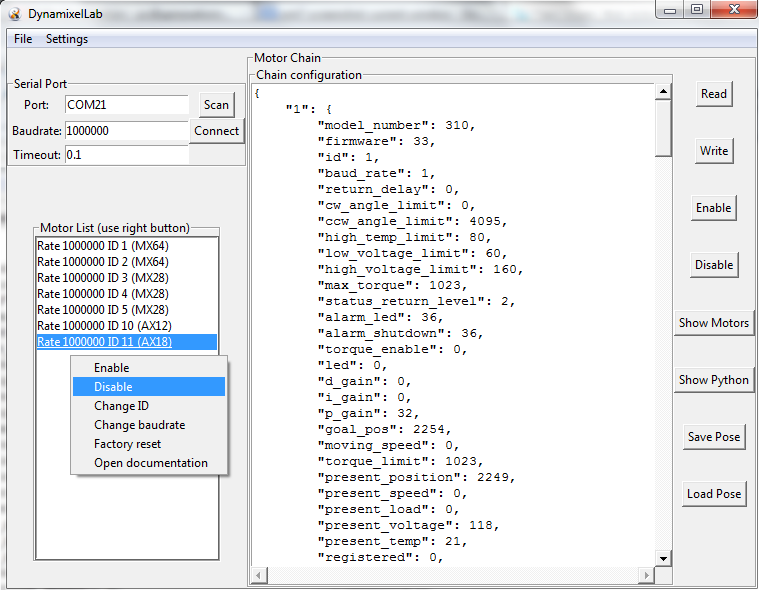 DynamixelLab
File Settings
Serial Port
Port: COM21 Scan
Baudrate: 1000000 Connect
Timeout: 0.1
Motor List (use right button)
Rate 1000000 ID 1 (MX64)
Rate 1000000 ID 2 (MX64)
Rate 1000000 ID 3 (MX28)
Rate 1000000 ID 4 (MX28)
Rate 1000000 ID 5 (MX28)
Rate 1000000 ID 10 (AX12)
Rate 1000000 ID 11 (AX18)
Enable
Disable
Change ID
Change baudrate
Factory reset
Open documentation
Motor Chain
Chain configuration
{
"1": {
"model_number": 310,
"firmware": 33,
"id": 1,
"baud_rate": 1,
"return_delay": 0,
"cw_angle_limit": 0,
"ccw_angle_limit": 4095,
"high_temp_limit": 80,
"low_voltage_limit": 60,
"high_voltage_limit": 160,
"max_torque": 1023,
"status_return_level": 2,
"alarm_led": 36,
"alarm_shutdown": 36,
"torque_enable": 0,
"led": 0,
"d_gain": 0,
"i_gain": 0,
"p_gain": 32,
"goal_pos": 2254,
"moving_speed": 0,
"torque_limit": 1023,
"present_position": 2249,
"present_speed": 0,
"present_load": 0,
"present_voltage": 118,
"present_temp": 21,
"registered": 0,
Read
Write
Enable
Disable
Show Motors
Show Python
Save Pose
Load Pose